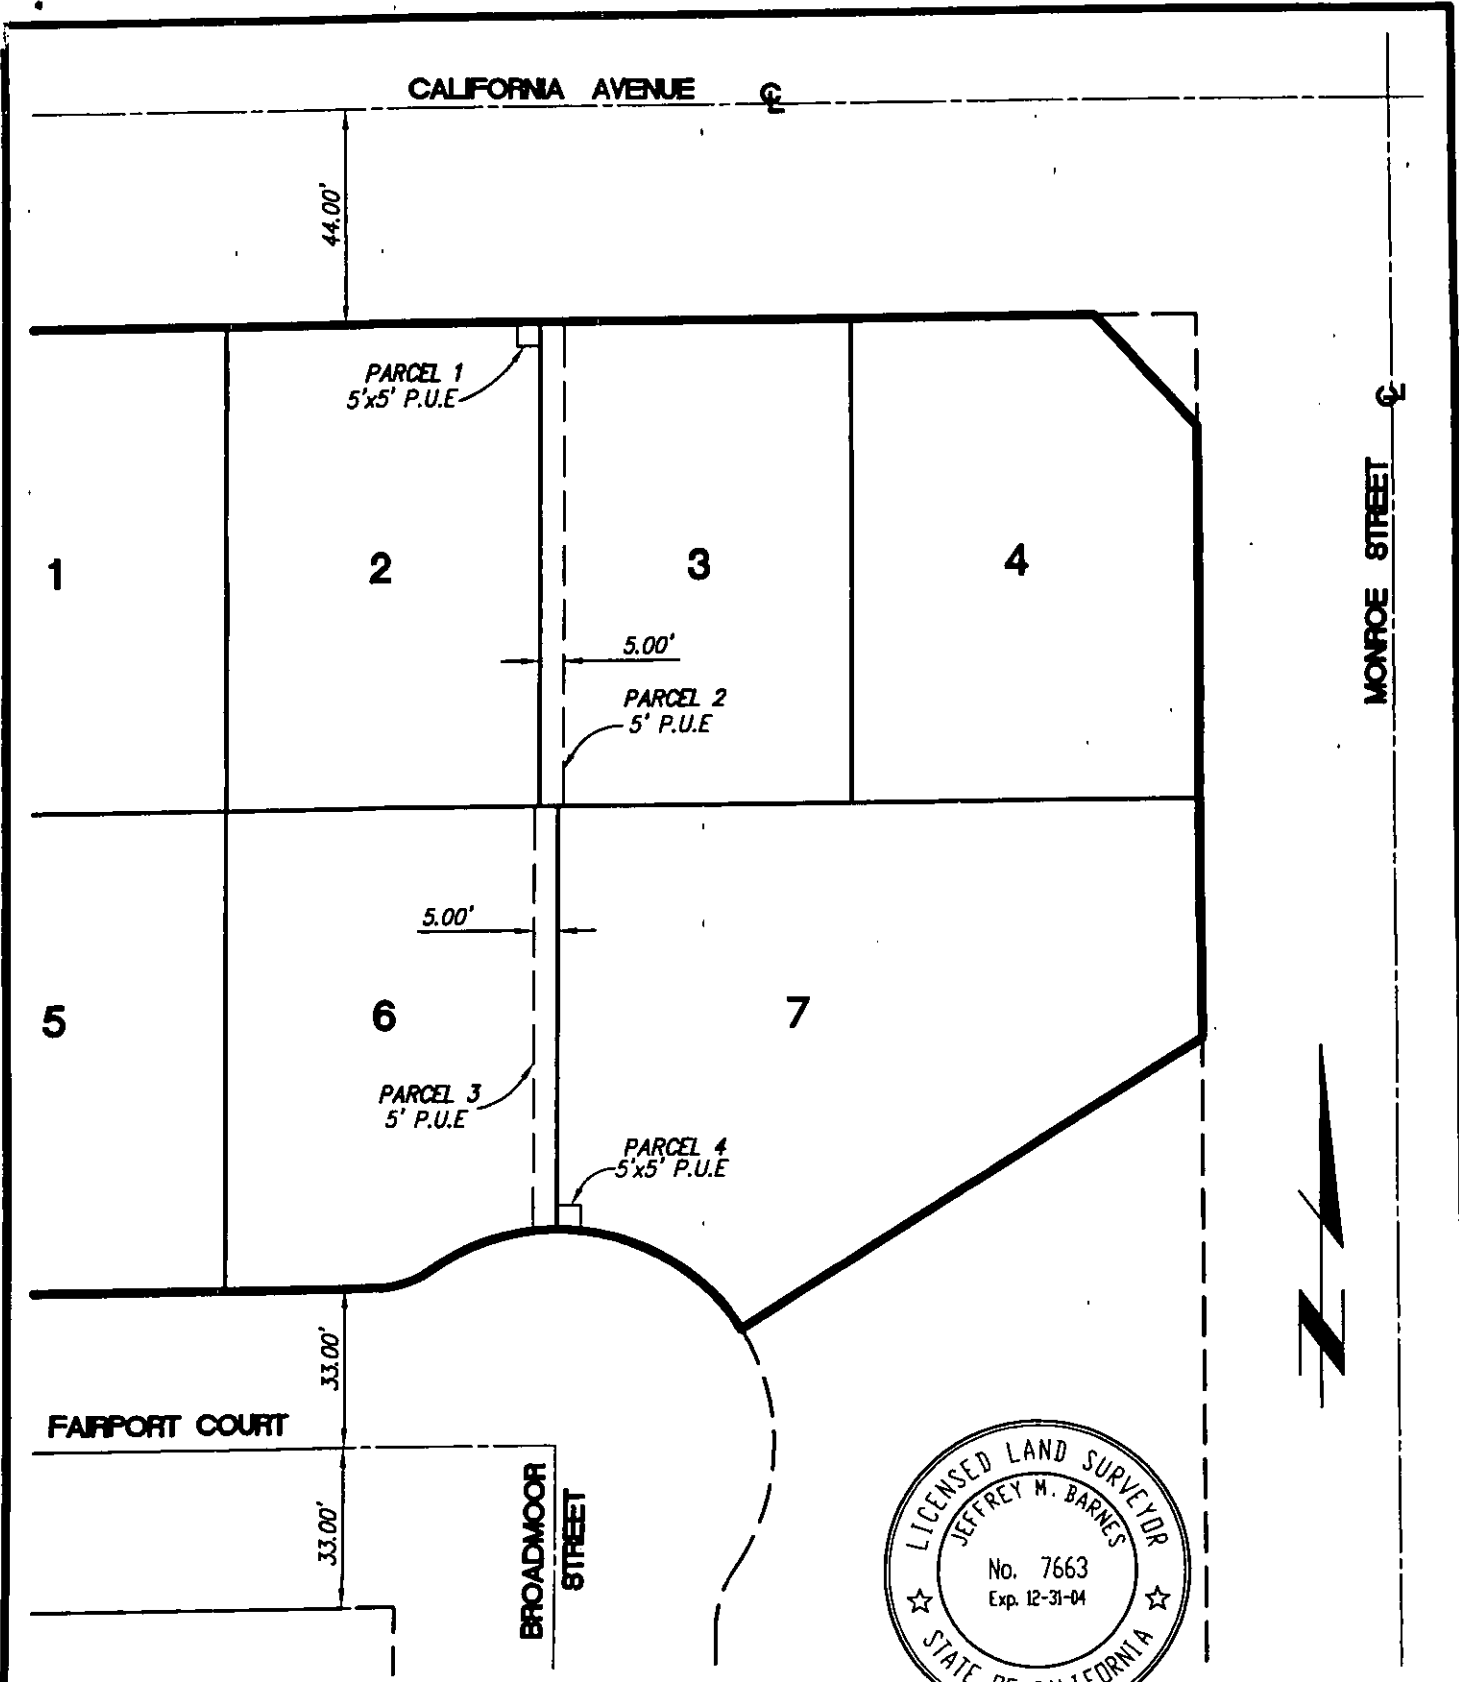 CALIFORNIA AVENUE ℄
44.00'
PARCEL 1
5'x5' P.U.E
℄
MONROE STREET
1
2
3
4
5.00'
PARCEL 2
5' P.U.E
5.00'
5
6
7
PARCEL 3
5' P.U.E
PARCEL 4
5'x5' P.U.E
N
33.00'
FAIRPORT COURT
33.00'
BROADMOOR
STREET
LICENSED LAND SURVEYOR
JEFFREY M. BARNES
No. 7663
Exp. 12-31-04
STATE OF CALIFORNIA